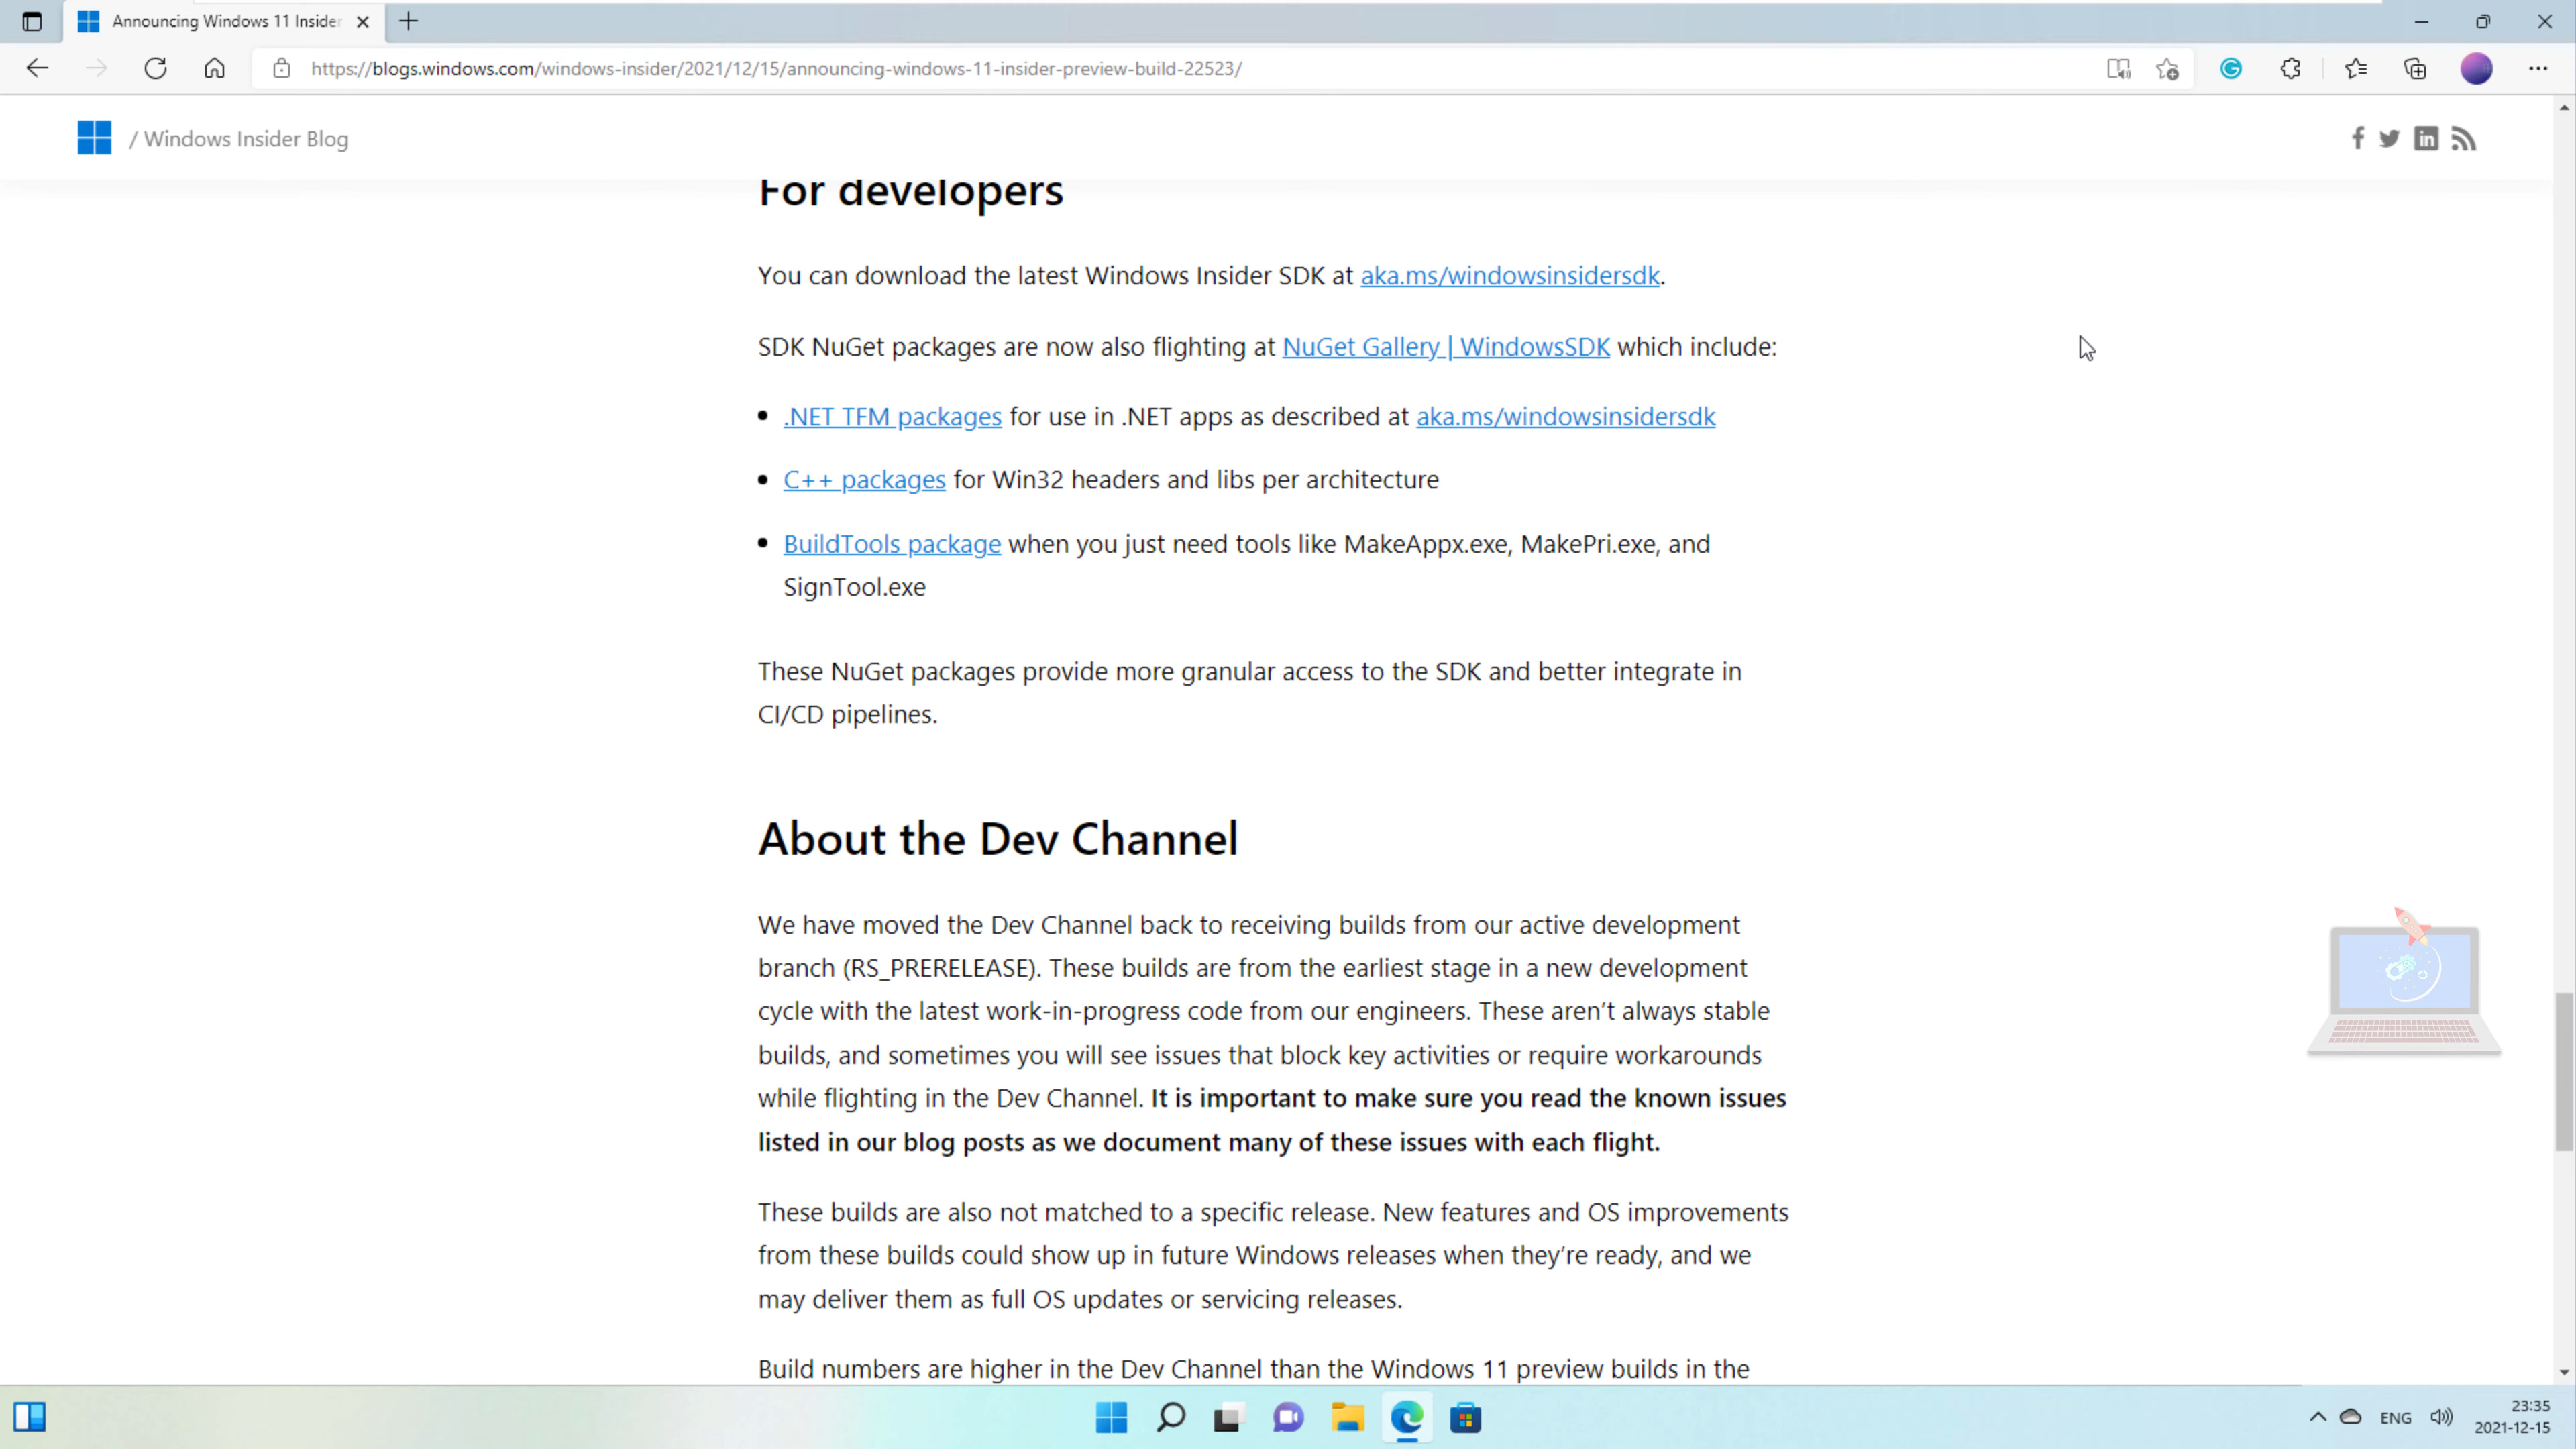 Announcing Windows 11 Insider
https://blogs.windows.com/windows-insider/2021/12/15/announcing-windows-11-insider-preview-build-22523/
/ Windows Insider Blog
For developers
You can download the latest Windows Insider SDK at aka.ms/windowsinsidersdk.
SDK NuGet packages are now also flighting at NuGet Gallery | WindowsSDK which include:
• .NET TFM packages for use in .NET apps as described at aka.ms/windowsinsidersdk
• C++ packages for Win32 headers and libs per architecture
• BuildTools package when you just need tools like MakeAppx.exe, MakePri.exe, and
SignTool.exe
These NuGet packages provide more granular access to the SDK and better integrate in
CI/CD pipelines.
About the Dev Channel
We have moved the Dev Channel back to receiving builds from our active development
branch (RS_PRERELEASE). These builds are from the earliest stage in a new development
cycle with the latest work-in-progress code from our engineers. These aren’t always stable
builds, and sometimes you will see issues that block key activities or require workarounds
while flighting in the Dev Channel. It is important to make sure you read the known issues
listed in our blog posts as we document many of these issues with each flight.
These builds are also not matched to a specific release. New features and OS improvements
from these builds could show up in future Windows releases when they’re ready, and we
may deliver them as full OS updates or servicing releases.
Build numbers are higher in the Dev Channel than the Windows 11 preview builds in the
ENG
23:35
2021-12-15